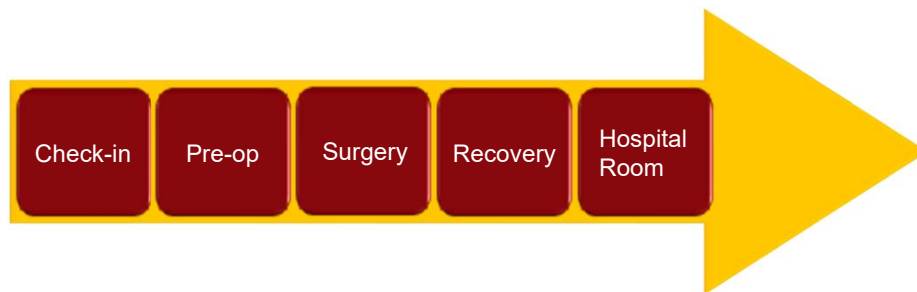 Check-in
Pre-op
Surgery
Recovery
Hospital
Room